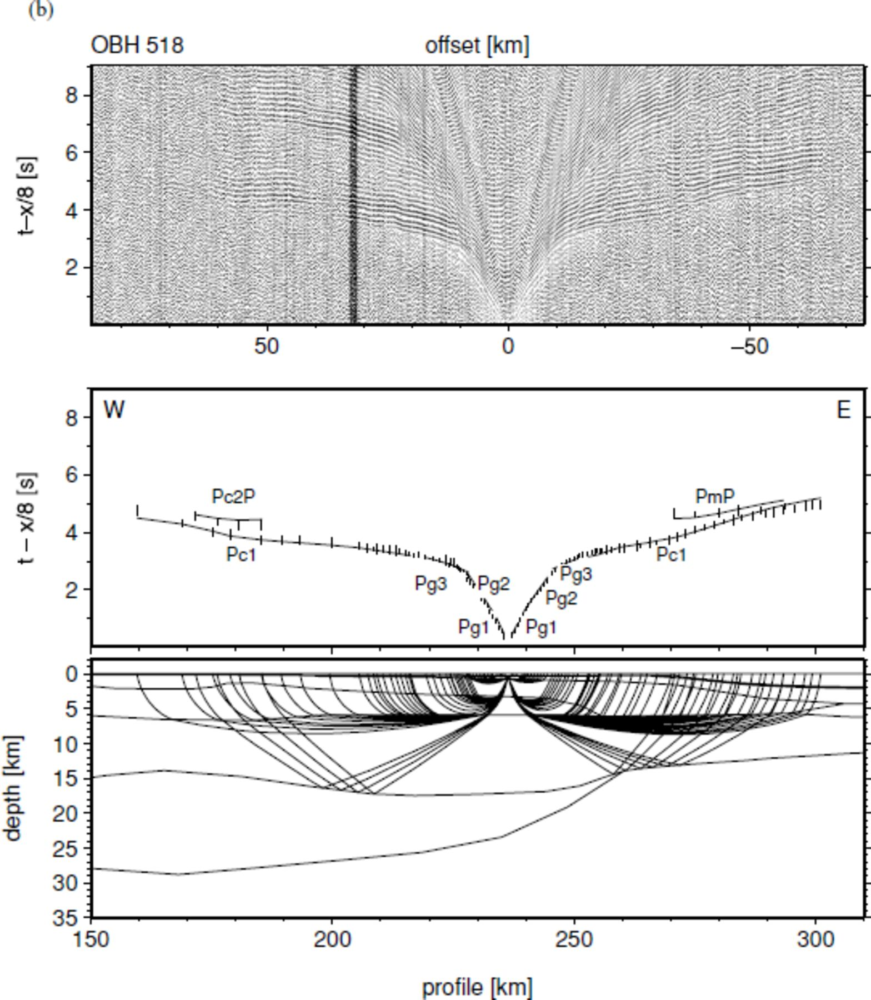 (b)
OBH 518 offset [km]
t–x/8 [s]
8
6
4
2
50 0 –50
W E
t – x/8 [s]
8
6
4
2
Pc2P PmP
Pc1 Pc1
Pg3 Pg2 Pg3
Pg2
Pg1 Pg1
depth [km]
0
5
10
15
20
25
30
35
150 200 250 300
profile [km]